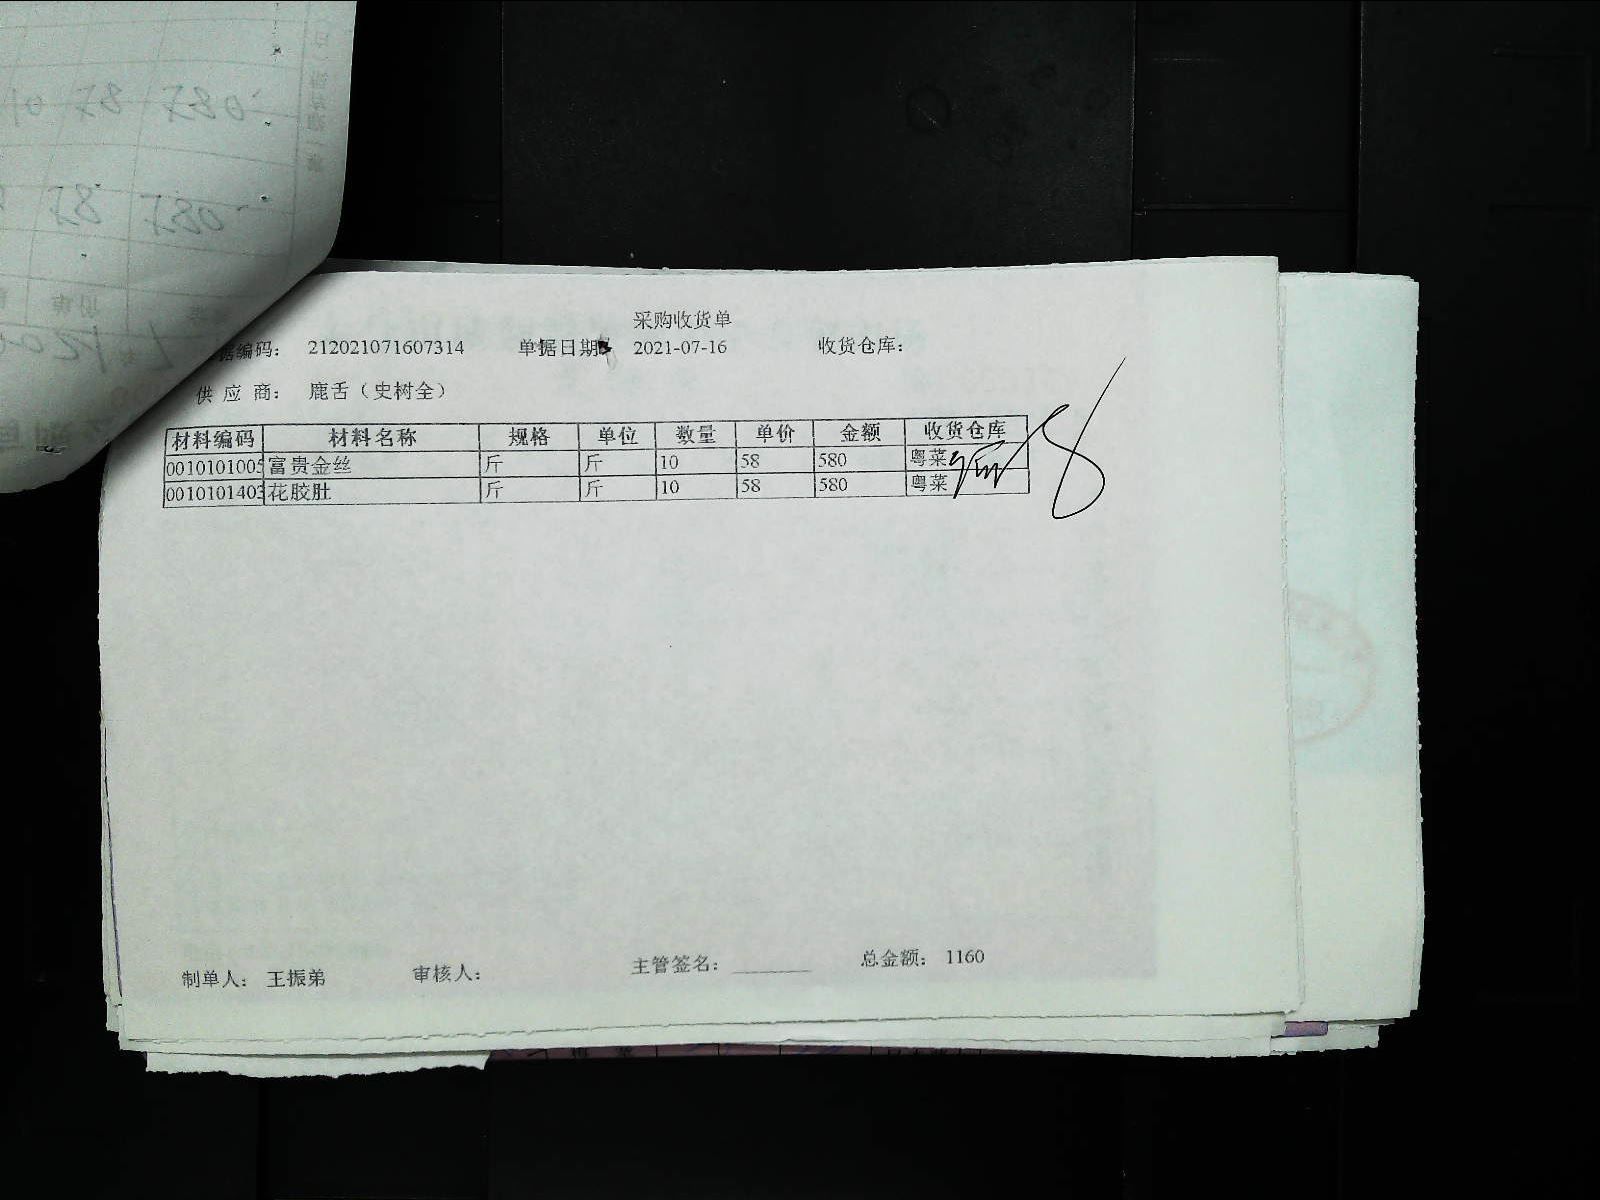 采购收货单
据编码： 212021071607314 单据日期 2021-07-16 收货仓库：
供 应 商： 鹿舌（史树全）
材料编码 材料名称 规格 单位 数量 单价 金额 收货仓库
0010101005 富贵金丝 斤 斤 10 58 580 粤菜
0010101403 花胶肚 斤 斤 10 58 580 粤菜
制单人： 王振弟 审核人： 主管签名： 总金额： 1160